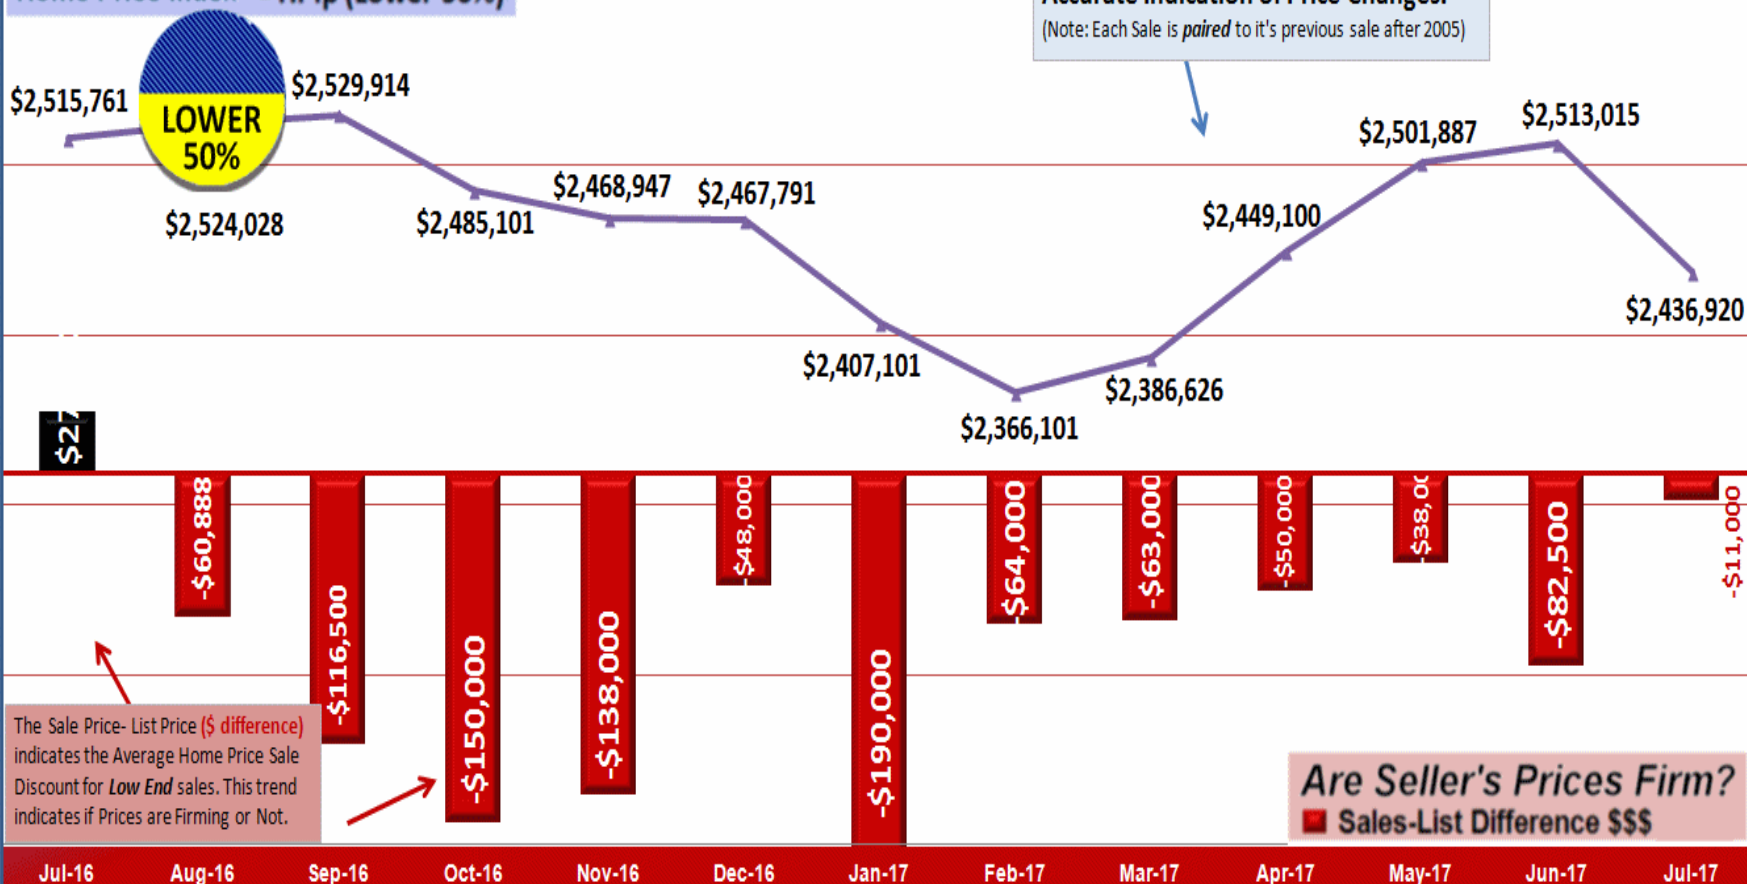 (Note: Each Sale is paired to it's previous sale after 2005)
$2,515,761
LOWER
50%
$2,524,028
$2,529,914
$2,485,101
$2,468,947
$2,467,791
$2,407,101
$2,366,101
$2,386,626
$2,449,100
$2,501,887
$2,513,015
$2,436,920
-$60,888
-$116,500
-$150,000
-$138,000
-$48,000
-$190,000
-$64,000
-$63,000
-$50,000
-$82,500
-$11,000
The Sale Price- List Price ($ difference)
indicates the Average Home Price Sale
Discount for Low End sales. This trend
indicates if Prices are Firming or Not.
Are Seller's Prices Firm?
Sales-List Difference $$$
Jul-16 Aug-16 Sep-16 Oct-16 Nov-16 Dec-16 Jan-17 Feb-17 Mar-17 Apr-17 May-17 Jun-17 Jul-17